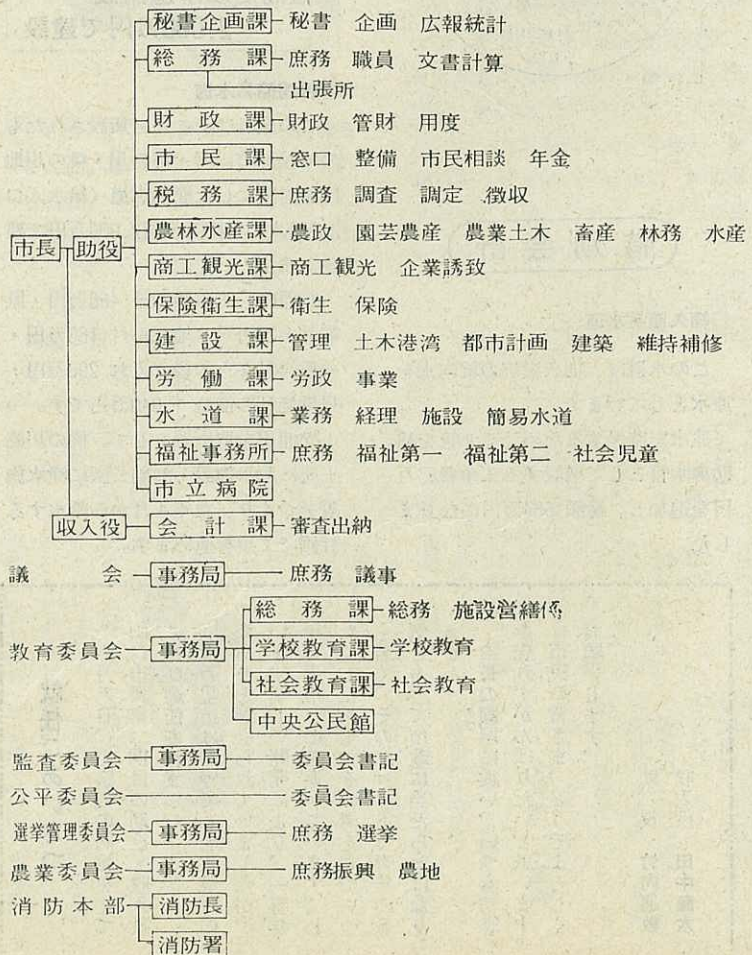 秘書企画課 秘書 企画 広報統計
総務課 庶務 職員 文書計算
出張所
財政課 財政 管財 用度
市民課 窓口 整備 市民相談 年金
税務課 庶務 調査 調定 徴収
市長 助役 農林水産課 農政 園芸農産 農業土木 畜産 林務 水産
商工観光課 商工観光 企業誘致
保険衛生課 衛生 保険
建設課 管理 土木港湾 都市計画 建築 維持補修
労働課 労政 事業
水道課 業務 経理 施設 簡易水道
福祉事務所 庶務 福祉第一 福祉第二 社会児童
市立病院
収入役 会計課 審査出納
議会 事務局 庶務 議事
総務課 総務 施設営繕係
教育委員会 事務局 学校教育課 学校教育
社会教育課 社会教育
中央公民館
監査委員会 事務局 委員会書記
公平委員会 委員会書記
選挙管理委員会 事務局 庶務 選挙
農業委員会 事務局 庶務振興 農地
消防本部 消防長
消防署